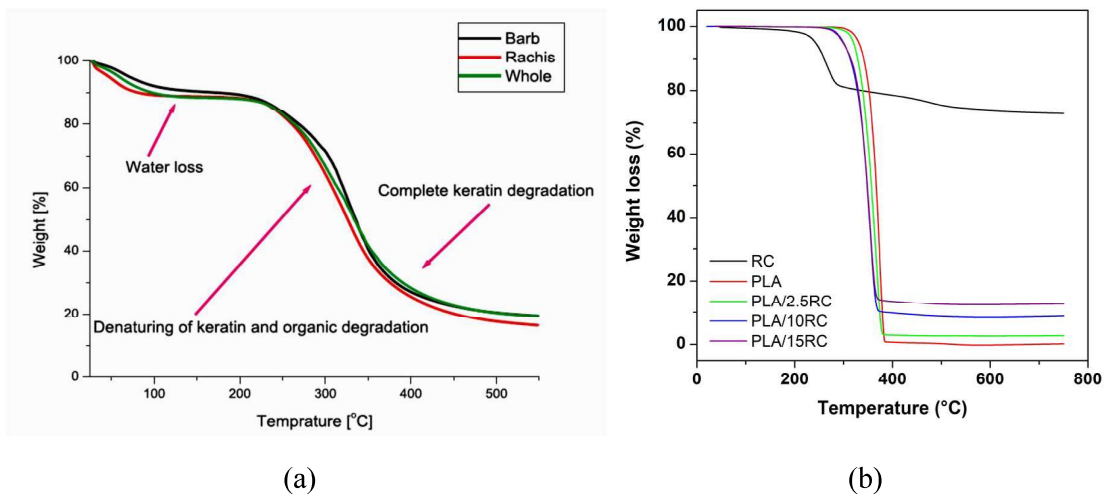 Barb
Rachis
Whole
100
80
60
40
20
0
Weight [%]
Water loss
Complete keratin degradation
Denaturing of keratin and organic degradation
100
200
300
400
500
Temprature [°C]
(a)
100
80
60
40
20
0
Weight loss (%)
RC
PLA
PLA/2.5RC
PLA/10RC
PLA/15RC
0
200
400
600
800
Temperature (°C)
(b)